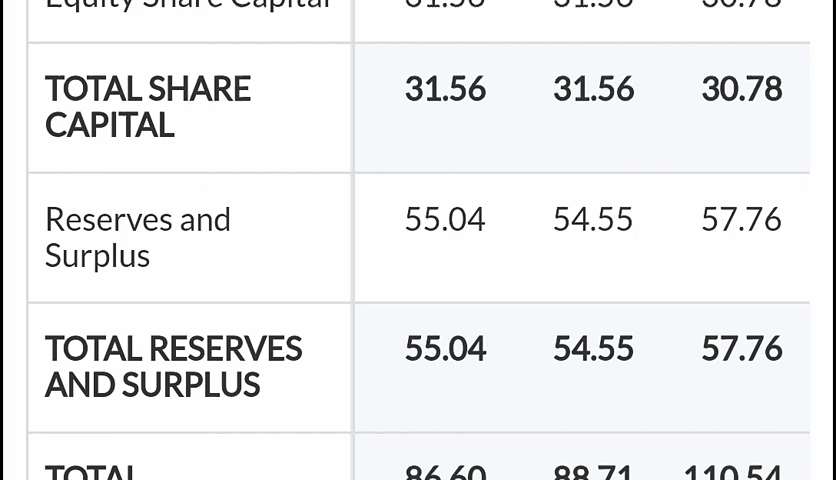 Equity Share Capital 31.56 31.56 30.78
TOTAL SHARE 31.56 31.56 30.78
CAPITAL
Reserves and 55.04 54.55 57.76
Surplus
TOTAL RESERVES 55.04 54.55 57.76
AND SURPLUS
TOTAL 86.60 88.71 110.54